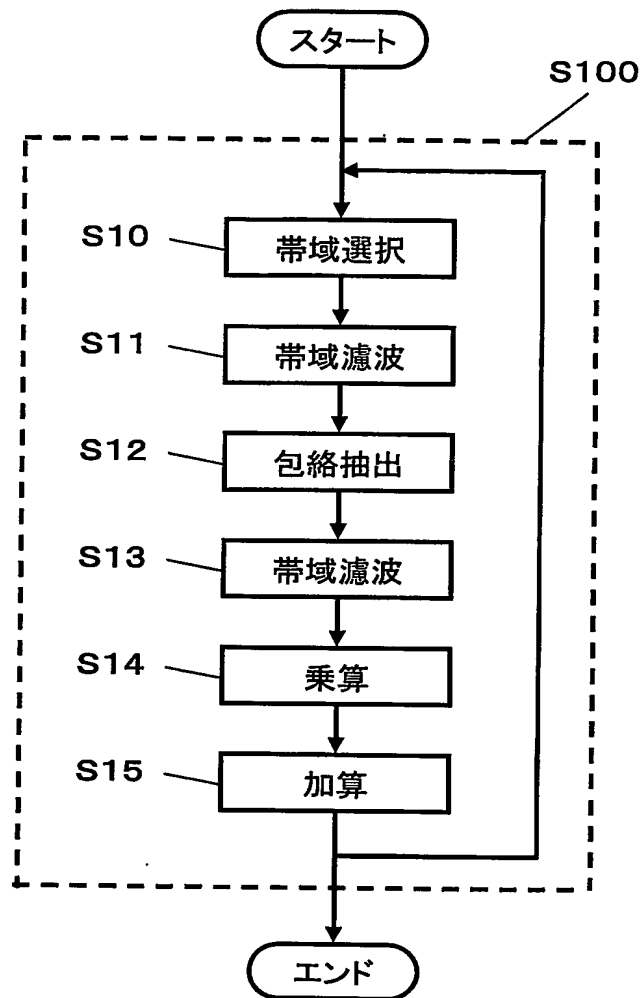 スタート
S100
S10
帯域選択
S11
帯域濾波
S12
包絡抽出
S13
帯域濾波
S14
乗算
S15
加算
エンド